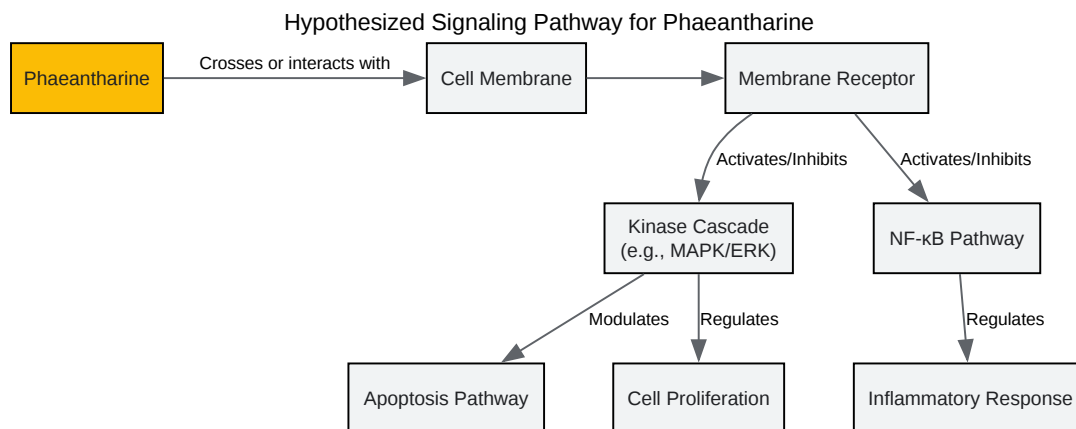 Hypothesized Signaling Pathway for Phaeantharine
Phaeantharine
Crosses or interacts with
Cell Membrane
Membrane Receptor
Activates/Inhibits
Activates/Inhibits
Kinase Cascade
(e.g., MAPK/ERK)
NF-κB Pathway
Modulates
Regulates
Regulates
Apoptosis Pathway
Cell Proliferation
Inflammatory Response